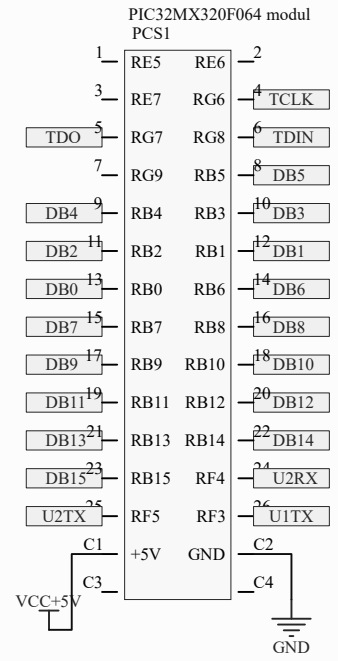 PIC32MX320F064 modul
PCS1
1 RE5 RE6 2
3 RE7 RG6 4 TCLK
TDO 5 RG7 RG8 6 TDIN
7 RG9 RB5 8 DB5
DB4 9 RB4 RB3 10 DB3
DB2 11 RB2 RB1 12 DB1
DB0 13 RB0 RB6 14 DB6
DB7 15 RB7 RB8 16 DB8
DB9 17 RB9 RB10 18 DB10
DB11 19 RB11 RB12 20 DB12
DB13 21 RB13 RB14 22 DB14
DB15 23 RB15 RF4 24 U2RX
U2TX 25 RF5 RF3 26 U1TX
C1 +5V GND C2
C3 C4
VCC+5V
GND